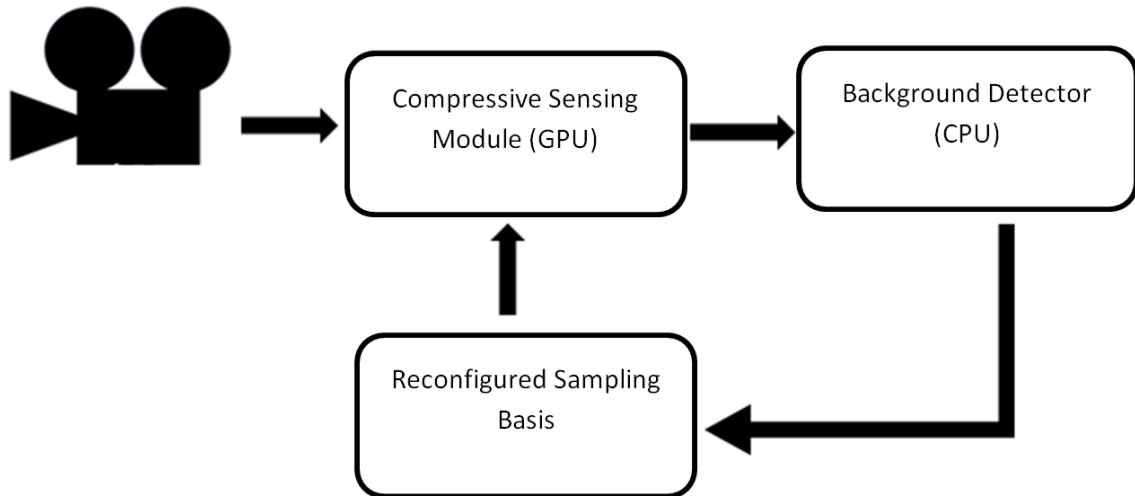 Compressive Sensing
Module (GPU)
Background Detector
(CPU)
Reconfigured Sampling
Basis